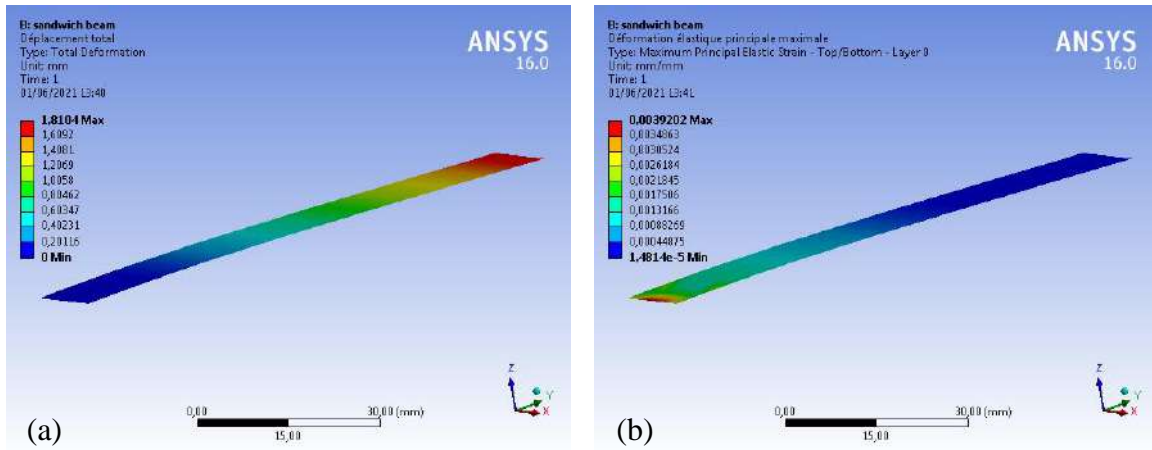 B: sandwich beam
Déplacement total
Type: Total Deformation
Unit: mm
Time: 1
01/06/2021 13:40
ANSYS
16.0
1,8104 Max
1,6092
1,4081
1,2069
1,0058
0,80462
0,60347
0,40231
0,20116
0 Min
Z
Y
X
0,00
30,00 (mm)
15,00
(a)
B: sandwich beam
Déformation élastique principale maximale
Type: Maximum Principal Elastic Strain - Top/Bottom - Layer 0
Unit: mm/mm
Time: 1
01/06/2021 13:41
ANSYS
16.0
0,0039202 Max
0,0034863
0,0030524
0,0026184
0,0021845
0,0017506
0,0013166
0,00088269
0,00044875
1,4814e-5 Min
Z
Y
X
0,00
30,00 (mm)
15,00
(b)